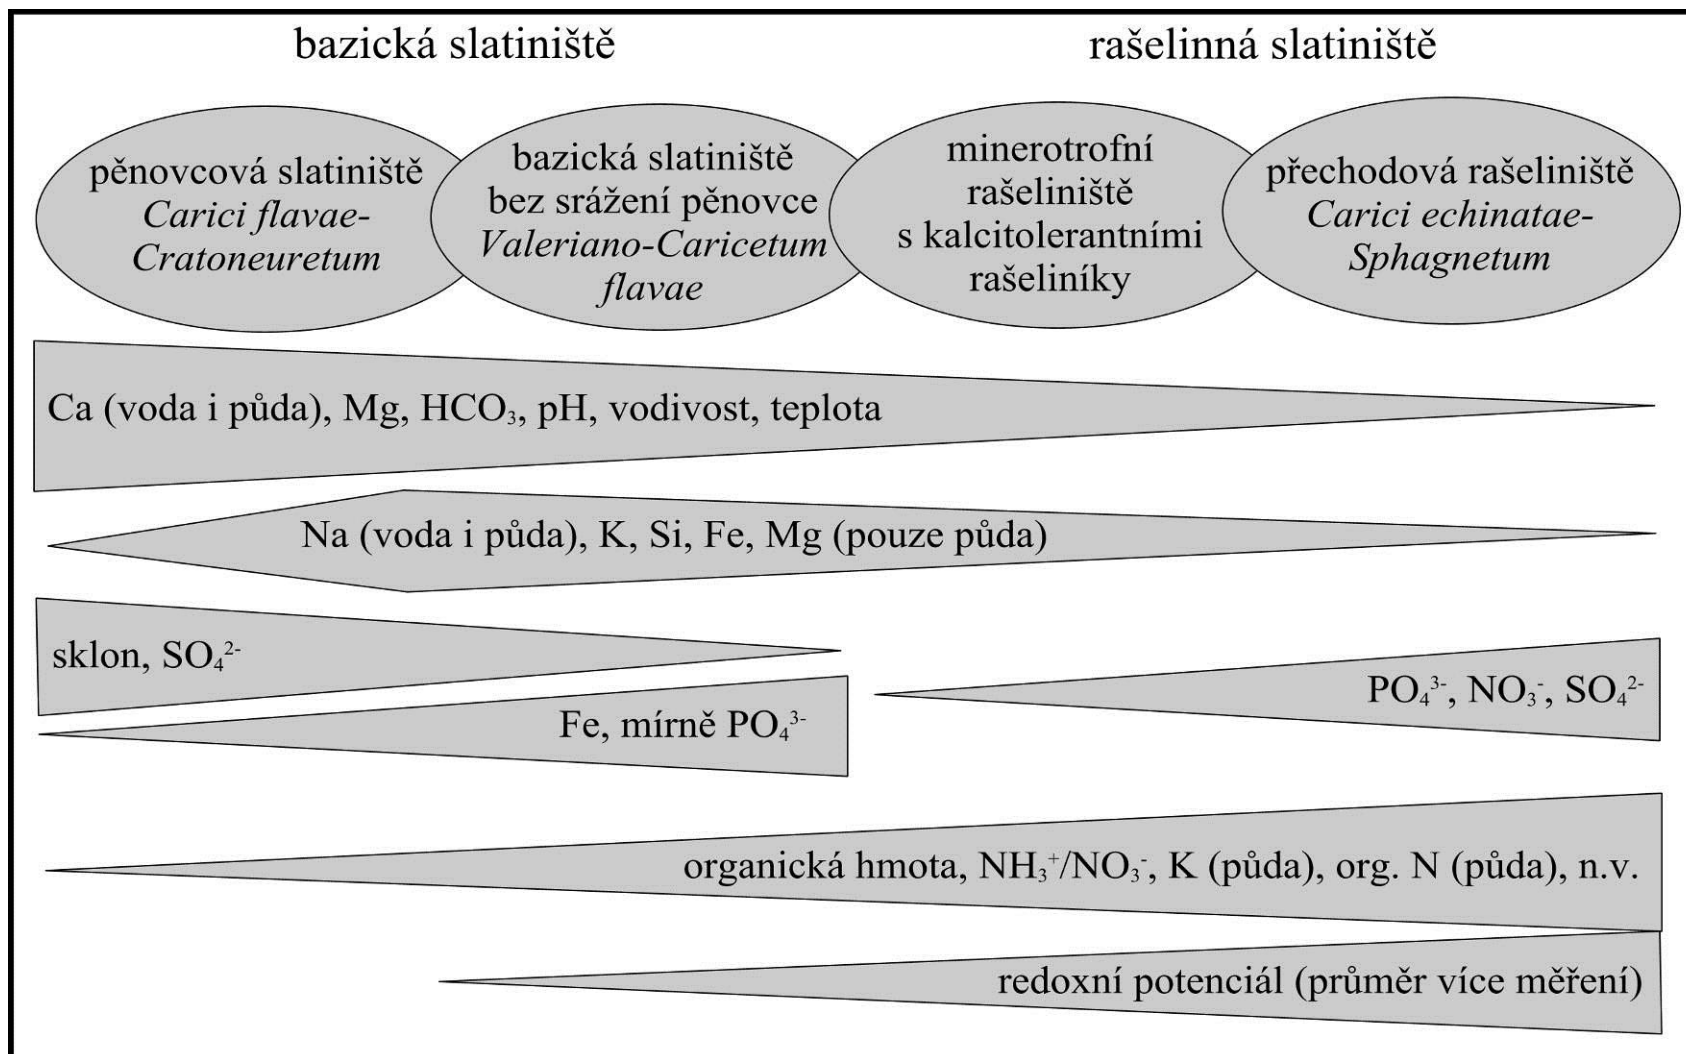 bazická slatiniště
rašelinná slatiniště
pěnovcová slatiniště
Carici flavae-
Cratoneuretum
bazická slatiniště
bez srážení pěnovce
Valeriano-Caricetum
flavae
minerotrofní
rašeliniště
s kalcitolerantními
rašeliníky
přechodová rašeliniště
Carici echinatae-
Sphagnetum
Ca (voda i půda), Mg, HCO₃, pH, vodivost, teplota
Na (voda i půda), K, Si, Fe, Mg (pouze půda)
sklon, SO₄²⁻
Fe, mírně PO₄³⁻
PO₄³⁻, NO₃⁻, SO₄²⁻
organická hmota, NH₃⁺/NO₃⁻, K (půda), org. N (půda), n.v.
redoxní potenciál (průměr více měření)